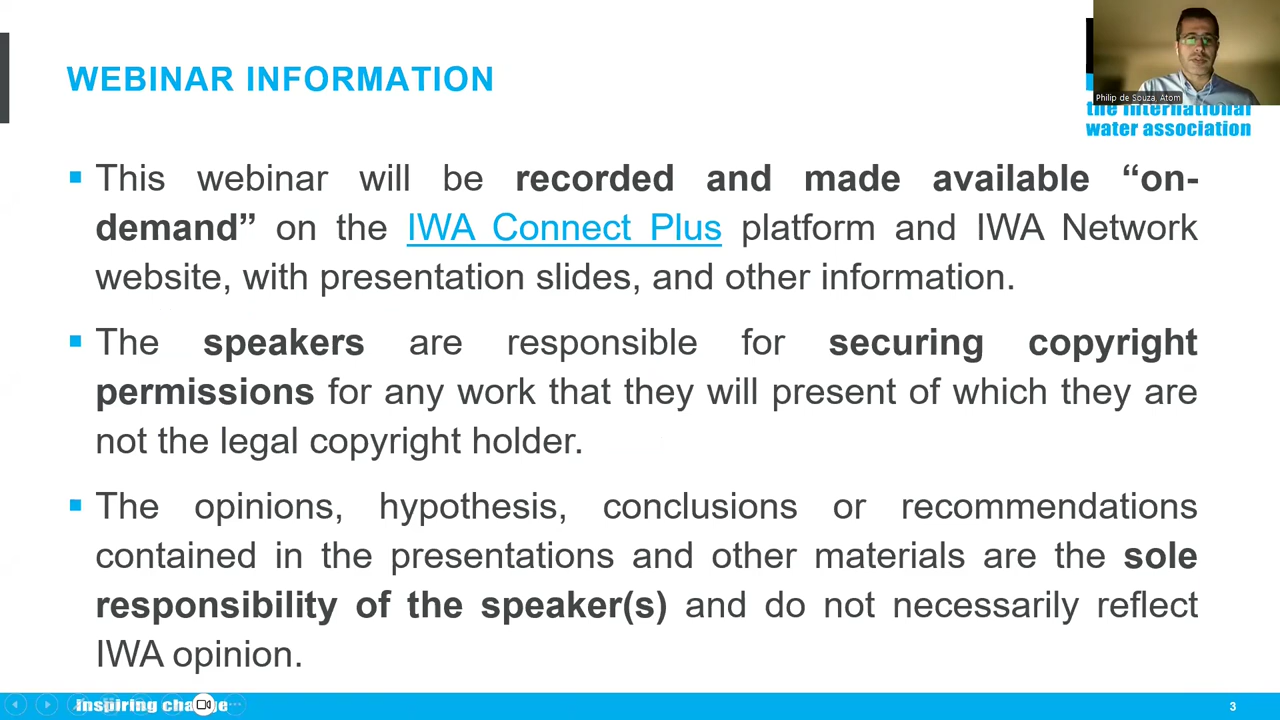 WEBINAR INFORMATION
Philip de Souza, Atom
the international
water association
▪ This webinar will be recorded and made available “on-
demand” on the IWA Connect Plus platform and IWA Network
website, with presentation slides, and other information.
▪ The speakers are responsible for securing copyright
permissions for any work that they will present of which they are
not the legal copyright holder.
▪ The opinions, hypothesis, conclusions or recommendations
contained in the presentations and other materials are the sole
responsibility of the speaker(s) and do not necessarily reflect
IWA opinion.
inspiring change
3